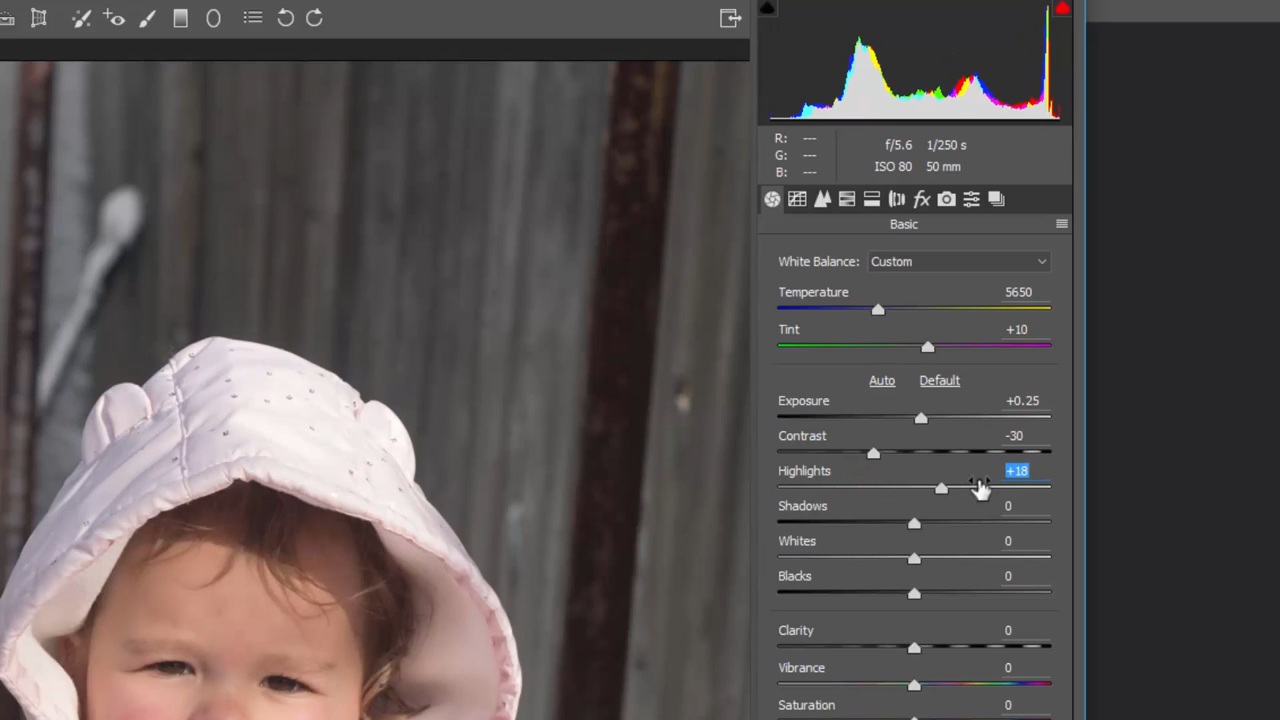 R: ---
G: ---
B: ---
f/5.6 1/250 s
ISO 80 50 mm
fx
Basic
White Balance: Custom
Temperature 5650
Tint +10
Auto Default
Exposure +0.25
Contrast -30
Highlights +18
Shadows 0
Whites 0
Blacks 0
Clarity 0
Vibrance 0
Saturation 0